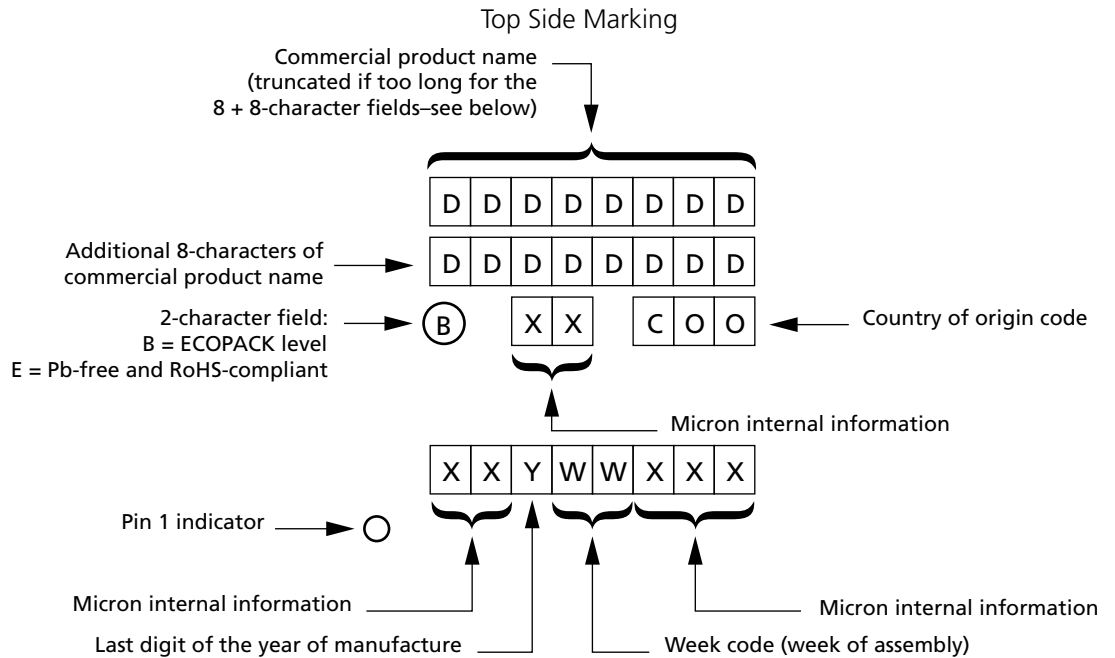 Top Side Marking
Commercial product name
(truncated if too long for the
8 + 8-character fields–see below)
D D D D D D D D
Additional 8-characters of
commercial product name
D D D D D D D D
2-character field:
B = ECOPACK level
E = Pb-free and RoHS-compliant
B
X X
C O O
Country of origin code
Micron internal information
X X Y W W X X X
Pin 1 indicator
Micron internal information
Micron internal information
Last digit of the year of manufacture
Week code (week of assembly)